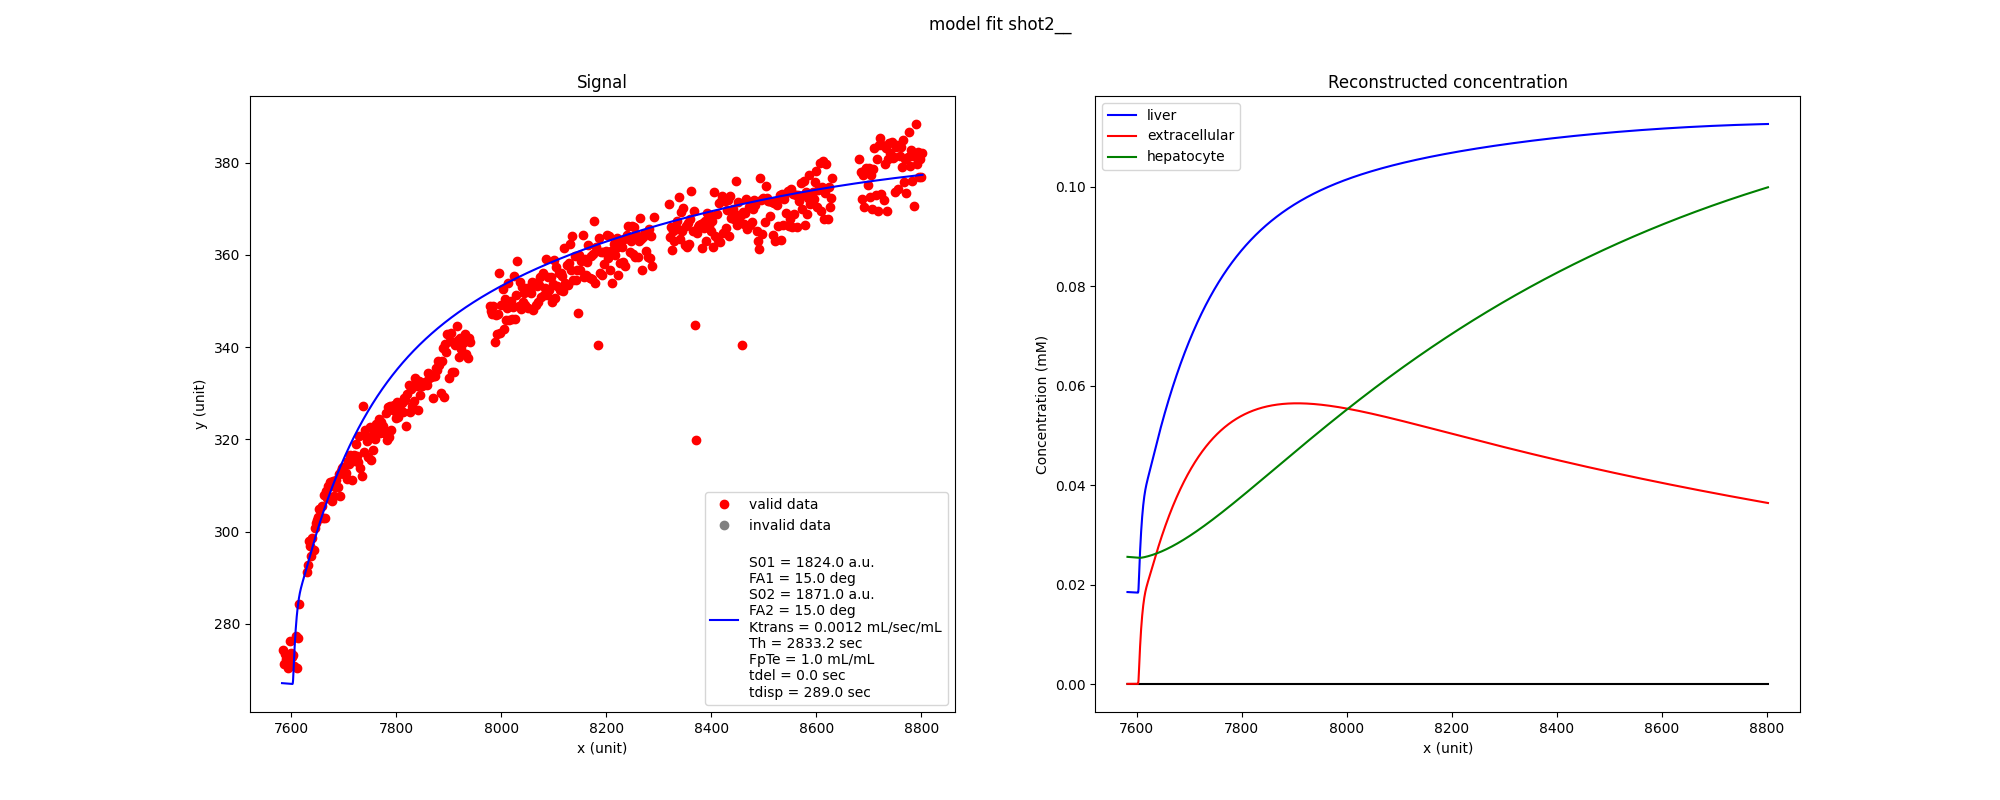 model fit shot2__
Signal
y (unit)
380
360
340
320
300
280
7600
7800
8000
8200
8400
8600
8800
x (unit)
valid data
invalid data
S01 = 1824.0 a.u.
FA1 = 15.0 deg
S02 = 1871.0 a.u.
FA2 = 15.0 deg
Ktrans = 0.0012 mL/sec/mL
Th = 2833.2 sec
FpTe = 1.0 mL/mL
tdel = 0.0 sec
tdisp = 289.0 sec
Reconstructed concentration
Concentration (mM)
0.10
0.08
0.06
0.04
0.02
0.00
7600
7800
8000
8200
8400
8600
8800
x (unit)
liver
extracellular
hepatocyte